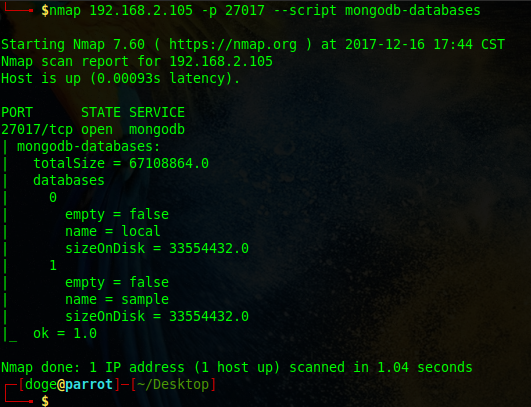 └──╼ $nmap 192.168.2.105 -p 27017 --script mongodb-databases
Starting Nmap 7.60 ( https://nmap.org ) at 2017-12-16 17:44 CST
Nmap scan report for 192.168.2.105
Host is up (0.00093s latency).
PORT      STATE SERVICE
27017/tcp open  mongodb
| mongodb-databases:
|   totalSize = 67108864.0
|   databases
|     0
|       empty = false
|       name = local
|       sizeOnDisk = 33554432.0
|     1
|       empty = false
|       name = sample
|       sizeOnDisk = 33554432.0
|_  ok = 1.0
Nmap done: 1 IP address (1 host up) scanned in 1.04 seconds
┌─[doge@parrot]─[~/Desktop]
└──╼ $